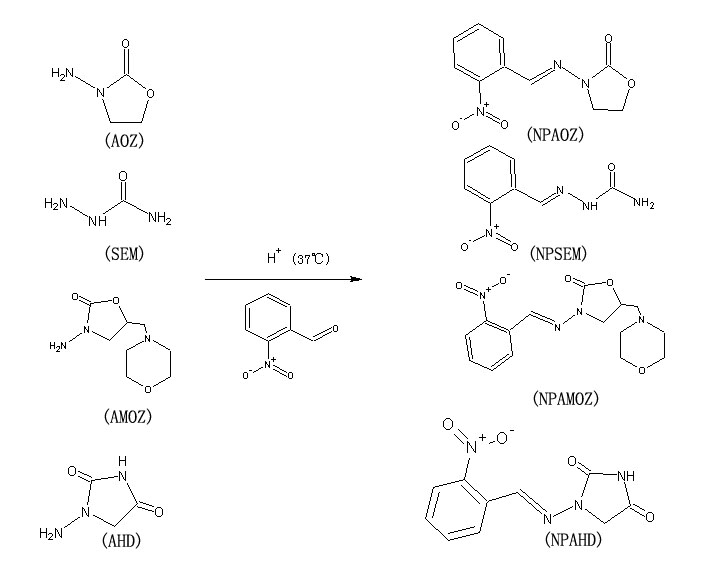 O
H₂N
N
O
(AOZ)
O
H₂N
NH
NH₂
(SEM)
O
O
N
H₂N
N
O
(AMOZ)
H
O
N
N
O
H₂N
(AHD)
H⁺ (37℃)
O
N⁺
O⁻
O
O
N
N
O
N⁺
O⁻
O
(NPAOZ)
O
N
NH
NH₂
N⁺
O⁻
O
(NPSEM)
O
N⁺
O⁻
O
O
N
N
N
O
(NPAMOZ)
O
N⁺
O⁻
O
NH
N
N
O
(NPAHD)